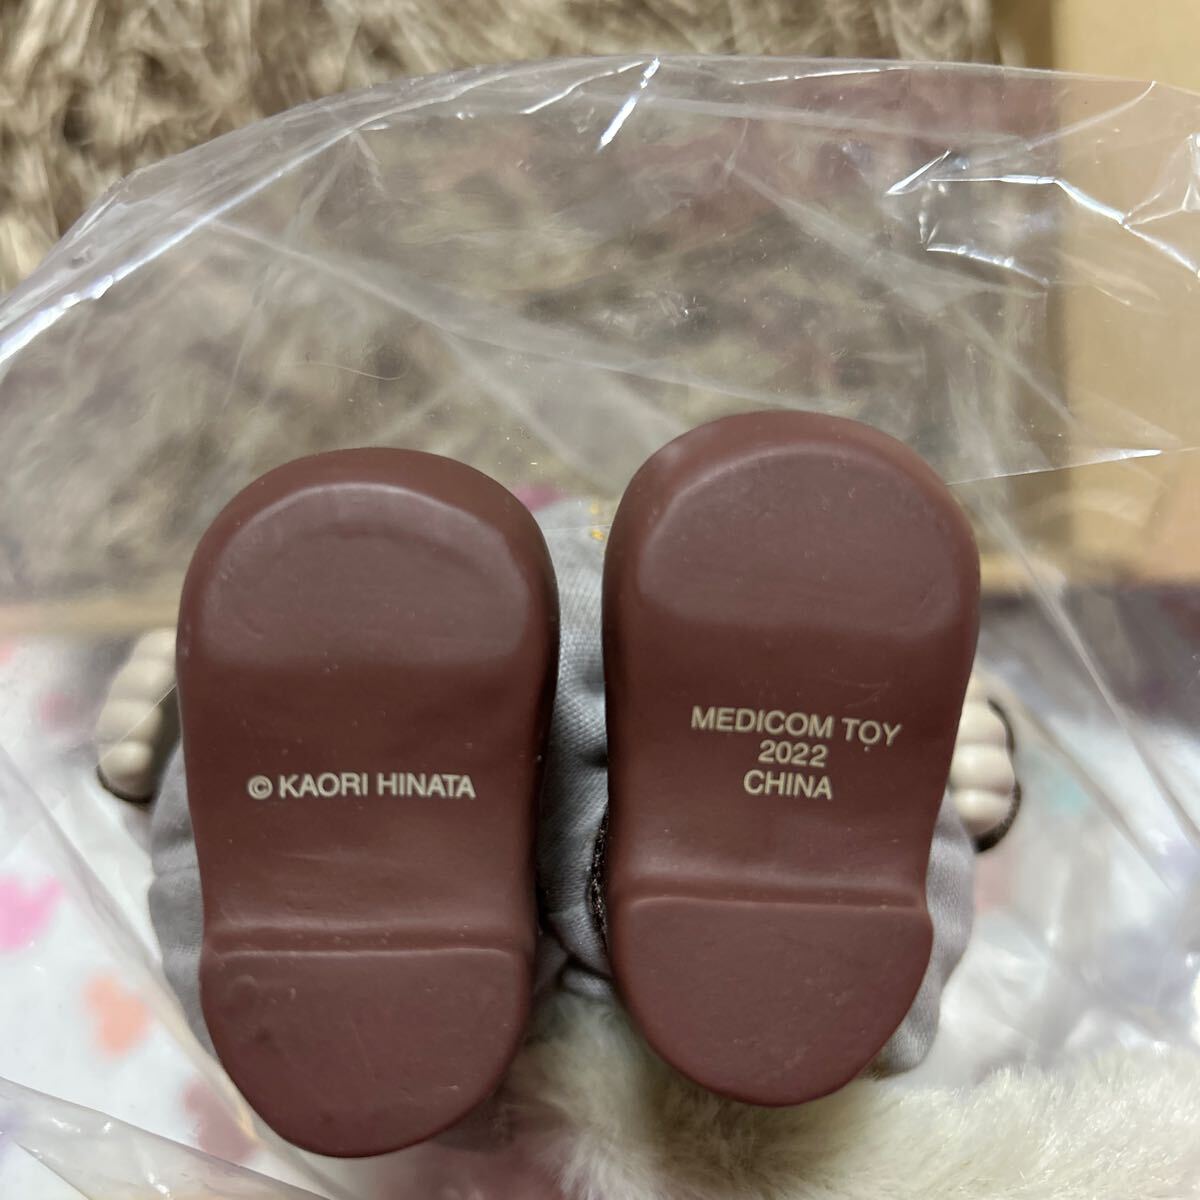 © KAORI HINATA
MEDICOM TOY
2022
CHINA